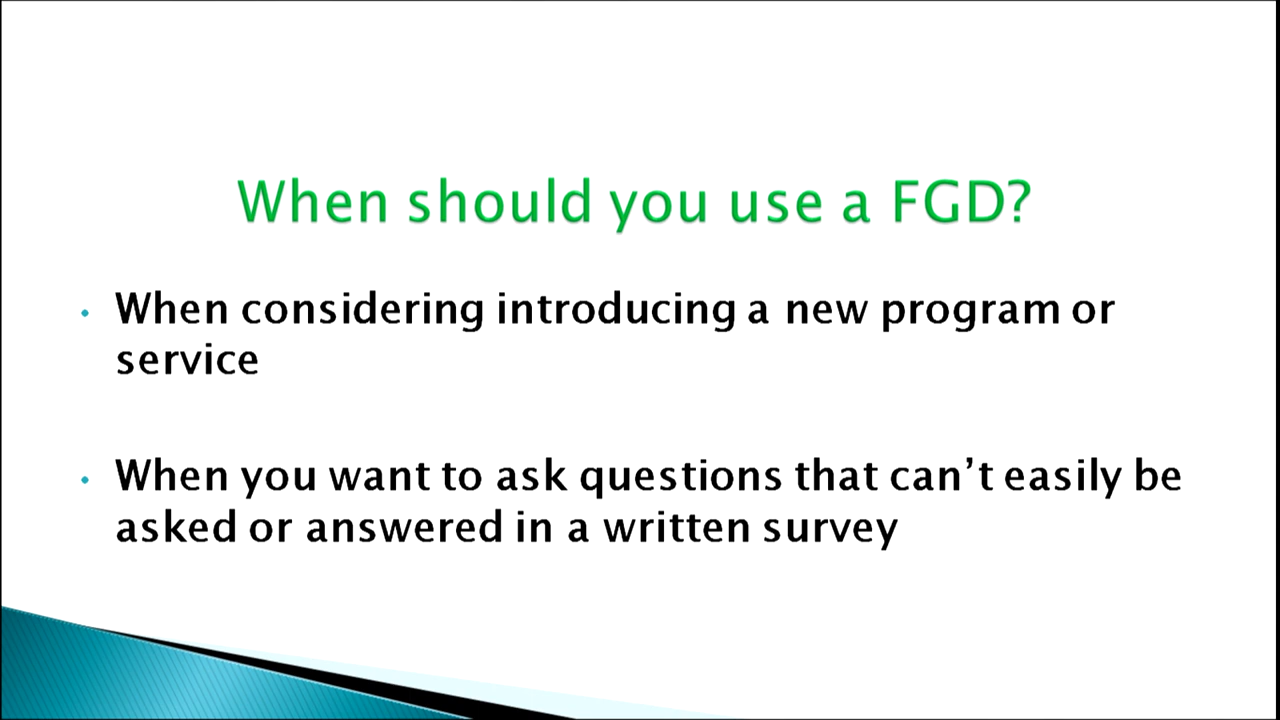 When should you use a FGD?
• When considering introducing a new program or
service
• When you want to ask questions that can’t easily be
asked or answered in a written survey